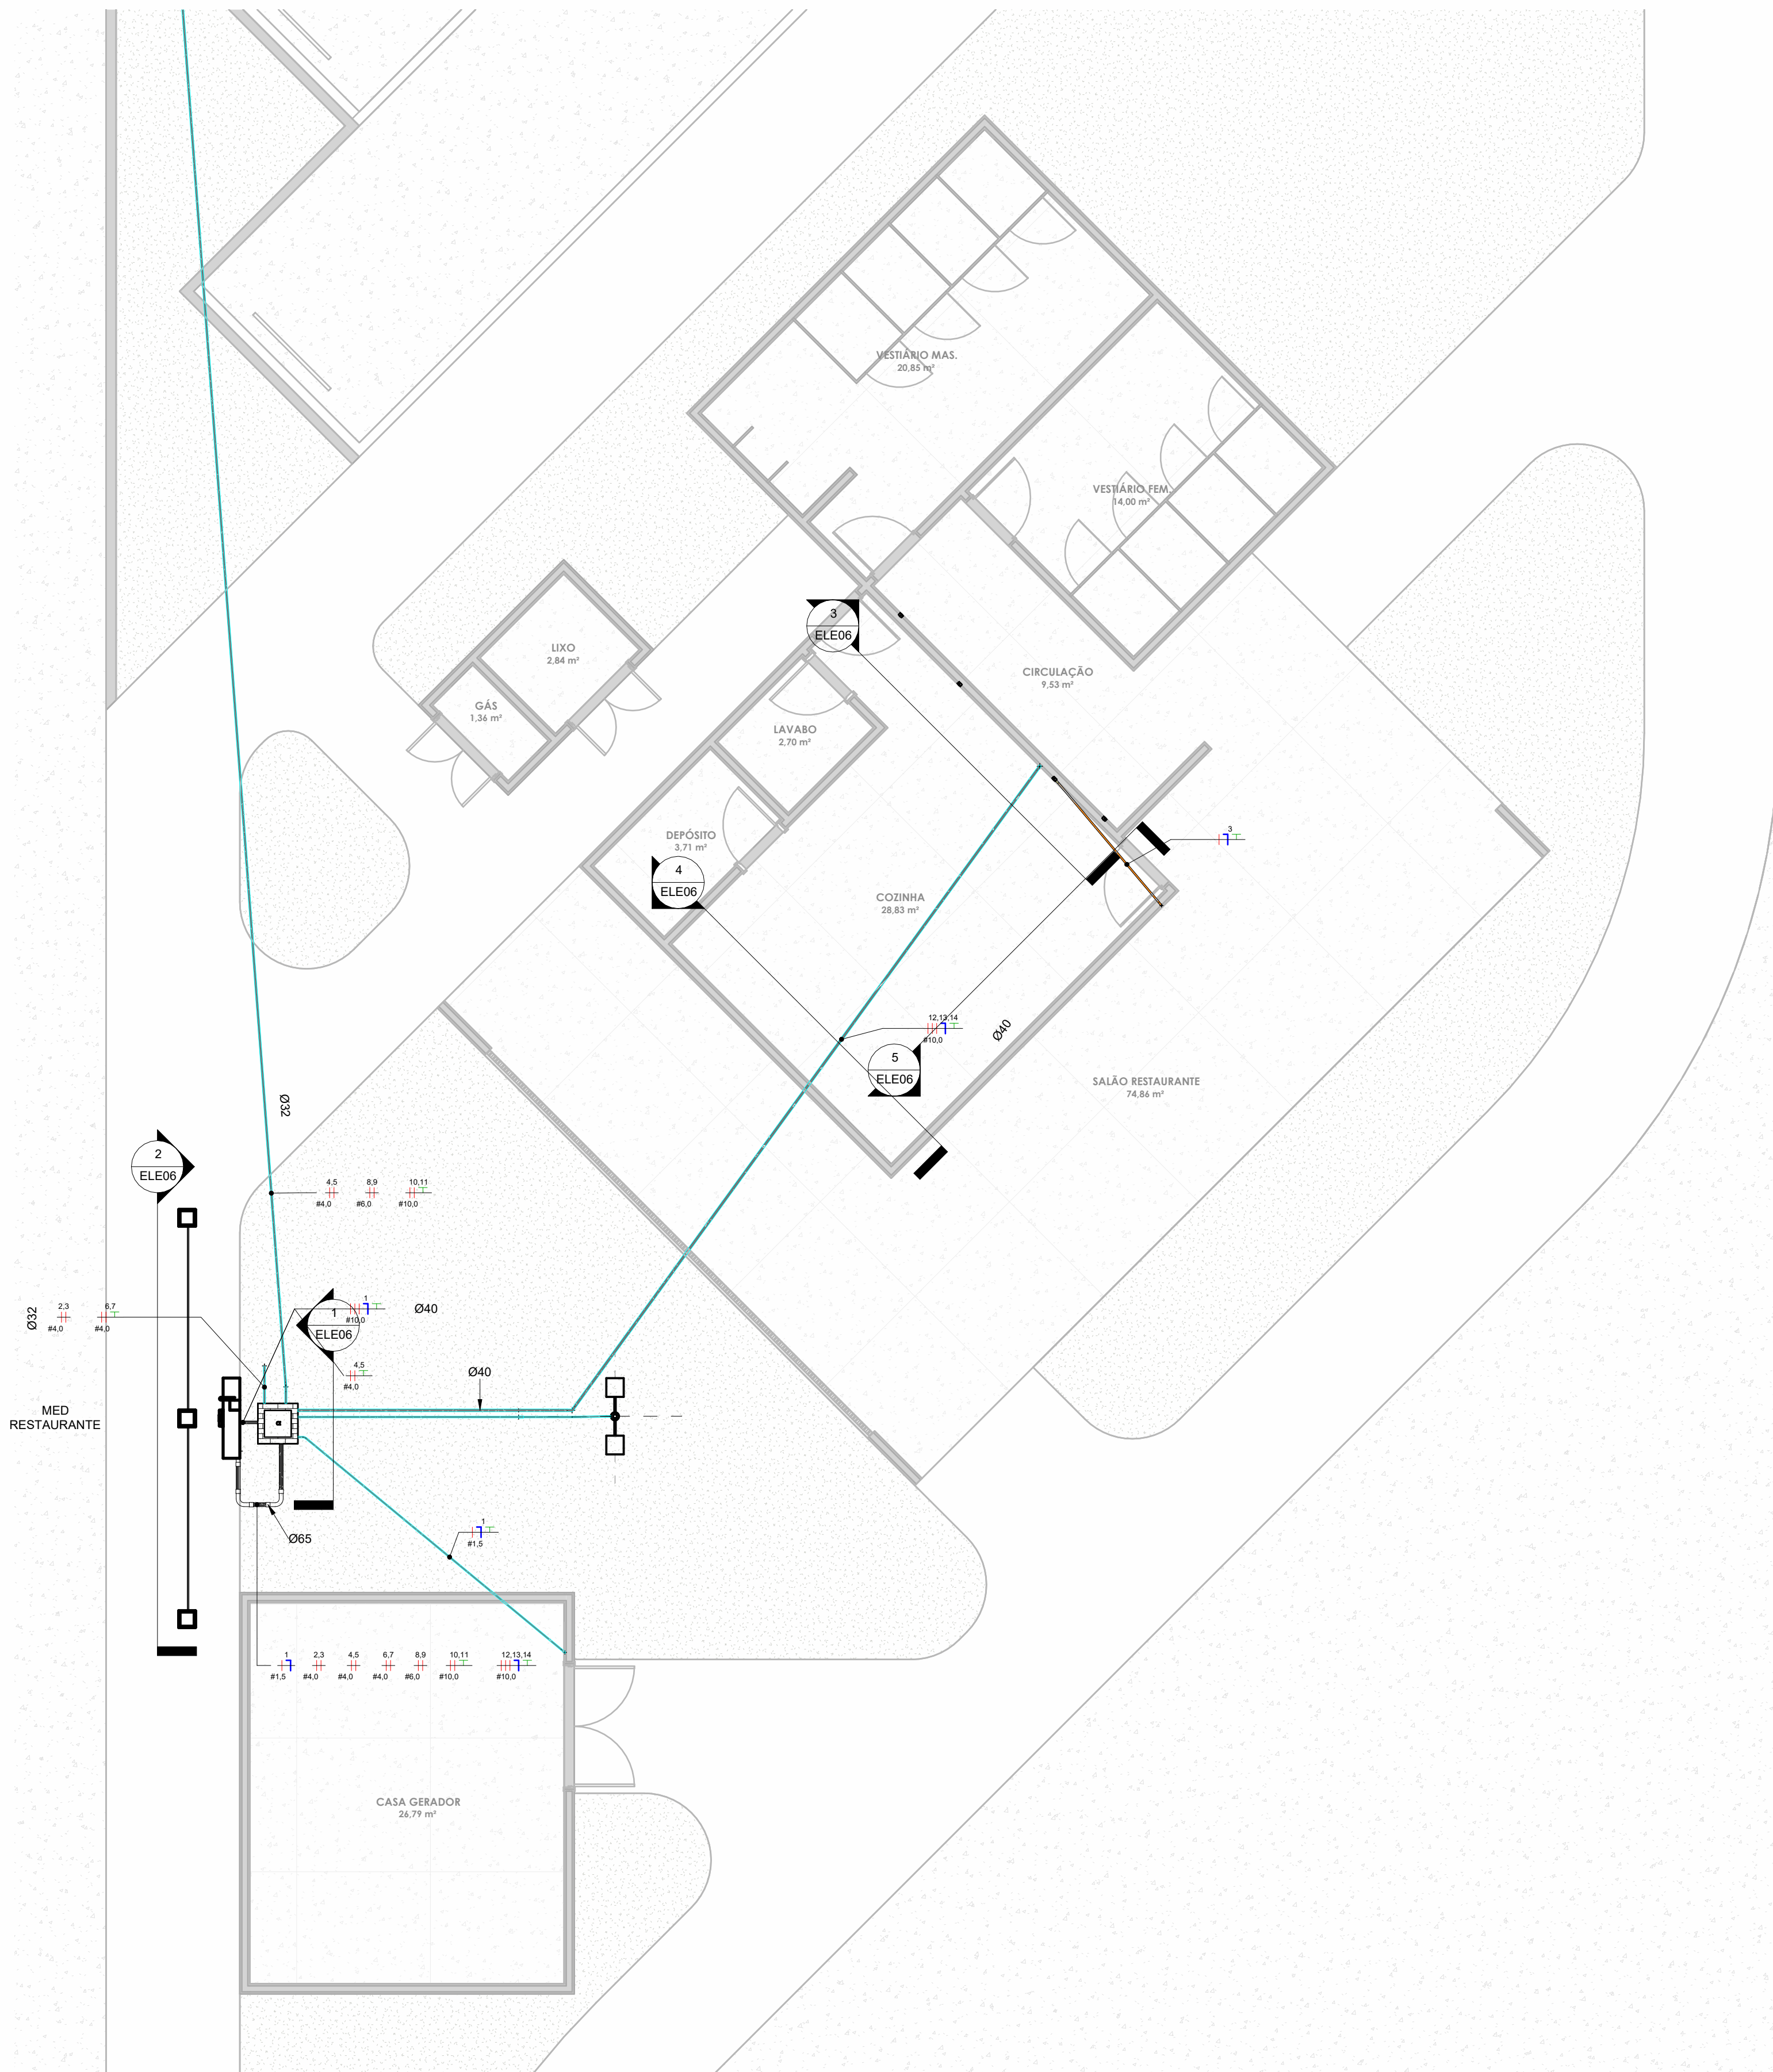 VESTIÁRIO MAS.
20,85 m²
VESTIÁRIO FEM.
14,00 m²
3
ELE06
LIXO
2,84 m²
CIRCULAÇÃO
9,53 m²
GÁS
1,36 m²
LAVABO
2,70 m²
DEPÓSITO
3,71 m²
3
4
ELE06
COZINHA
28,83 m²
12,13,14
#10,0
Ø40
5
ELE06
SALÃO RESTAURANTE
74,86 m²
Ø32
2
ELE06
4,5 8,9 10,11
#4,0 #6,0 #10,0
Ø32
2,3 6,7
#4,0 #4,0
1
#10,0
Ø40
1
ELE06
4,5
#4,0
Ø40
MED
RESTAURANTE
Ø65
1
#1,5
1 2,3 4,5 6,7 8,9 10,11 12,13,14
#1,5 #4,0 #4,0 #4,0 #6,0 #10,0 #10,0
CASA GERADOR
26,79 m²